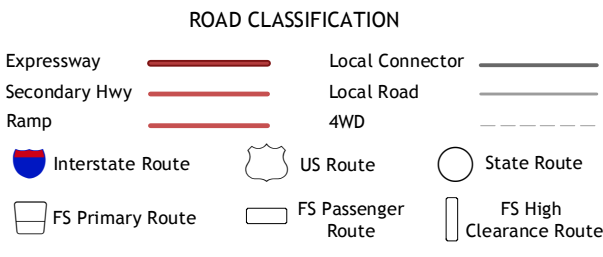 ROAD CLASSIFICATION
Expressway
Local Connector
Secondary Hwy
Local Road
Ramp
4WD
Interstate Route
US Route
State Route
FS Primary Route
FS Passenger
Route
FS High
Clearance Route